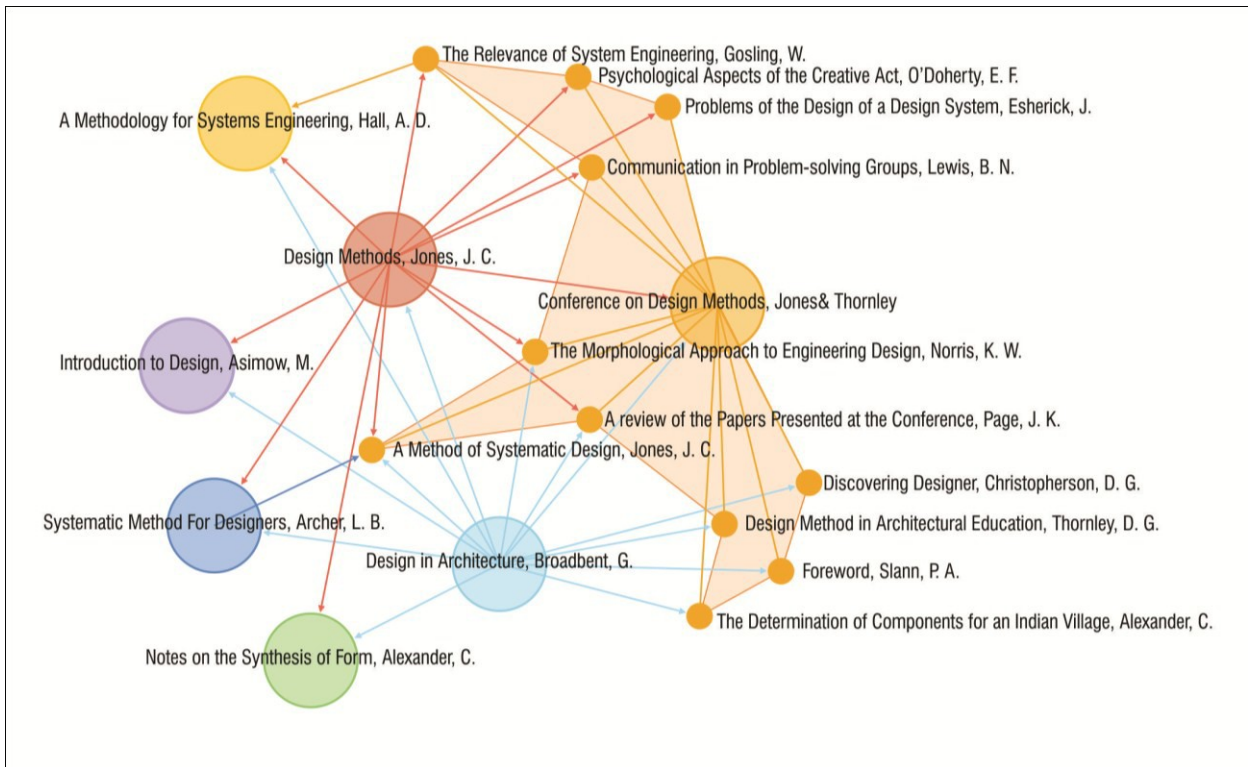 The Relevance of System Engineering, Gosling, W.
Psychological Aspects of the Creative Act, O’Doherty, E. F.
Problems of the Design of a Design System, Esherick, J.
A Methodology for Systems Engineering, Hall, A. D.
Communication in Problem-solving Groups, Lewis, B. N.
Design Methods, Jones, J. C.
Conference on Design Methods, Jones& Thornley
The Morphological Approach to Engineering Design, Norris, K. W.
Introduction to Design, Asimow, M.
A review of the Papers Presented at the Conference, Page, J. K.
A Method of Systematic Design, Jones, J. C.
Discovering Designer, Christopherson, D. G.
Systematic Method For Designers, Archer, L. B.
Design Method in Architectural Education, Thornley, D. G.
Design in Architecture, Broadbent, G.
Foreword, Slann, P. A.
The Determination of Components for an Indian Village, Alexander, C.
Notes on the Synthesis of Form, Alexander, C.